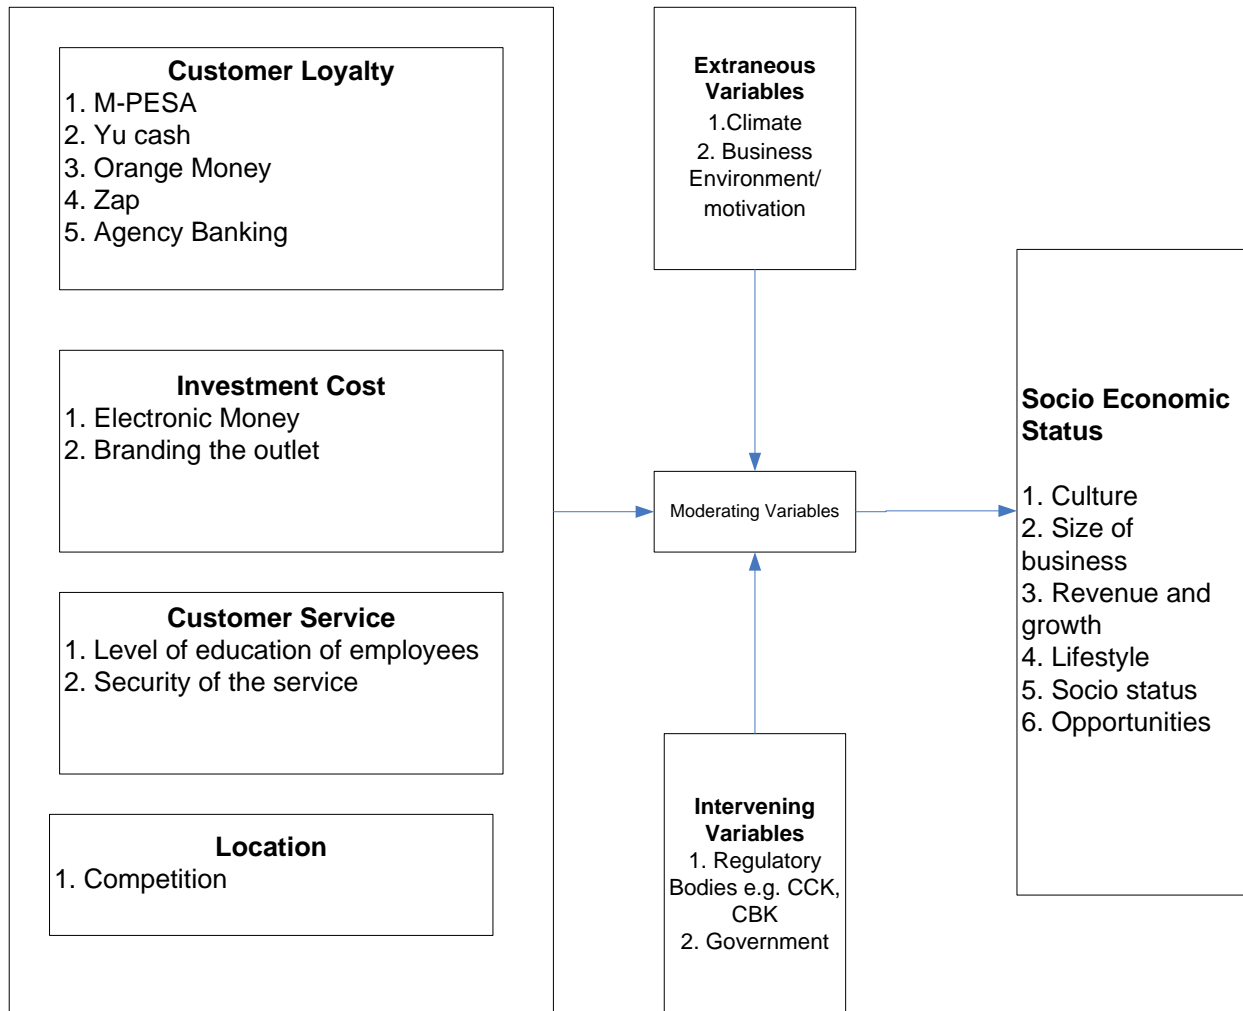 Customer Loyalty
1. M-PESA
2. Yu cash
3. Orange Money
4. Zap
5. Agency Banking
Investment Cost
1. Electronic Money
2. Branding the outlet
Customer Service
1. Level of education of employees
2. Security of the service
Location
1. Competition
Extraneous
Variables
1.Climate
2. Business
Environment/
motivation
Moderating Variables
Intervening
Variables
1. Regulatory
Bodies e.g. CCK,
CBK
2. Government
Socio Economic
Status
1. Culture
2. Size of
business
3. Revenue and
growth
4. Lifestyle
5. Socio status
6. Opportunities